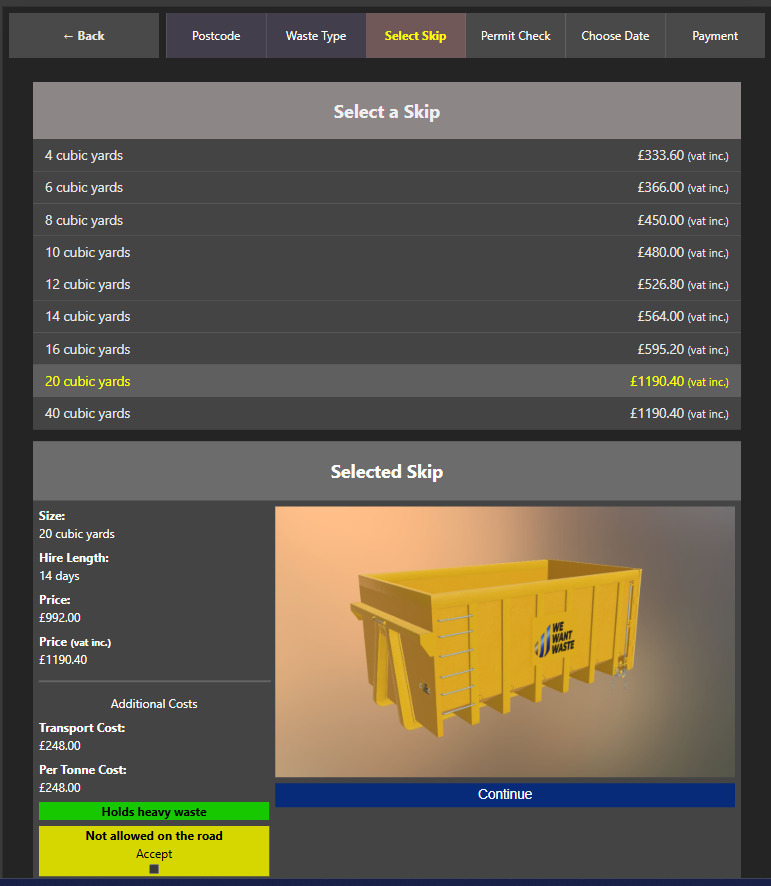 ← Back
Postcode
Waste Type
Select Skip
Permit Check
Choose Date
Payment
Select a Skip
4 cubic yards £333.60 (vat inc.)
6 cubic yards £366.00 (vat inc.)
8 cubic yards £450.00 (vat inc.)
10 cubic yards £480.00 (vat inc.)
12 cubic yards £526.80 (vat inc.)
14 cubic yards £564.00 (vat inc.)
16 cubic yards £595.20 (vat inc.)
20 cubic yards £1190.40 (vat inc.)
40 cubic yards £1190.40 (vat inc.)
Selected Skip
Size:
20 cubic yards
Hire Length:
14 days
Price:
£992.00
Price (vat inc.)
£1190.40
Additional Costs
Transport Cost:
£248.00
Per Tonne Cost:
£248.00
Holds heavy waste
Not allowed on the road
Accept
WE
WANT
WASTE
Continue